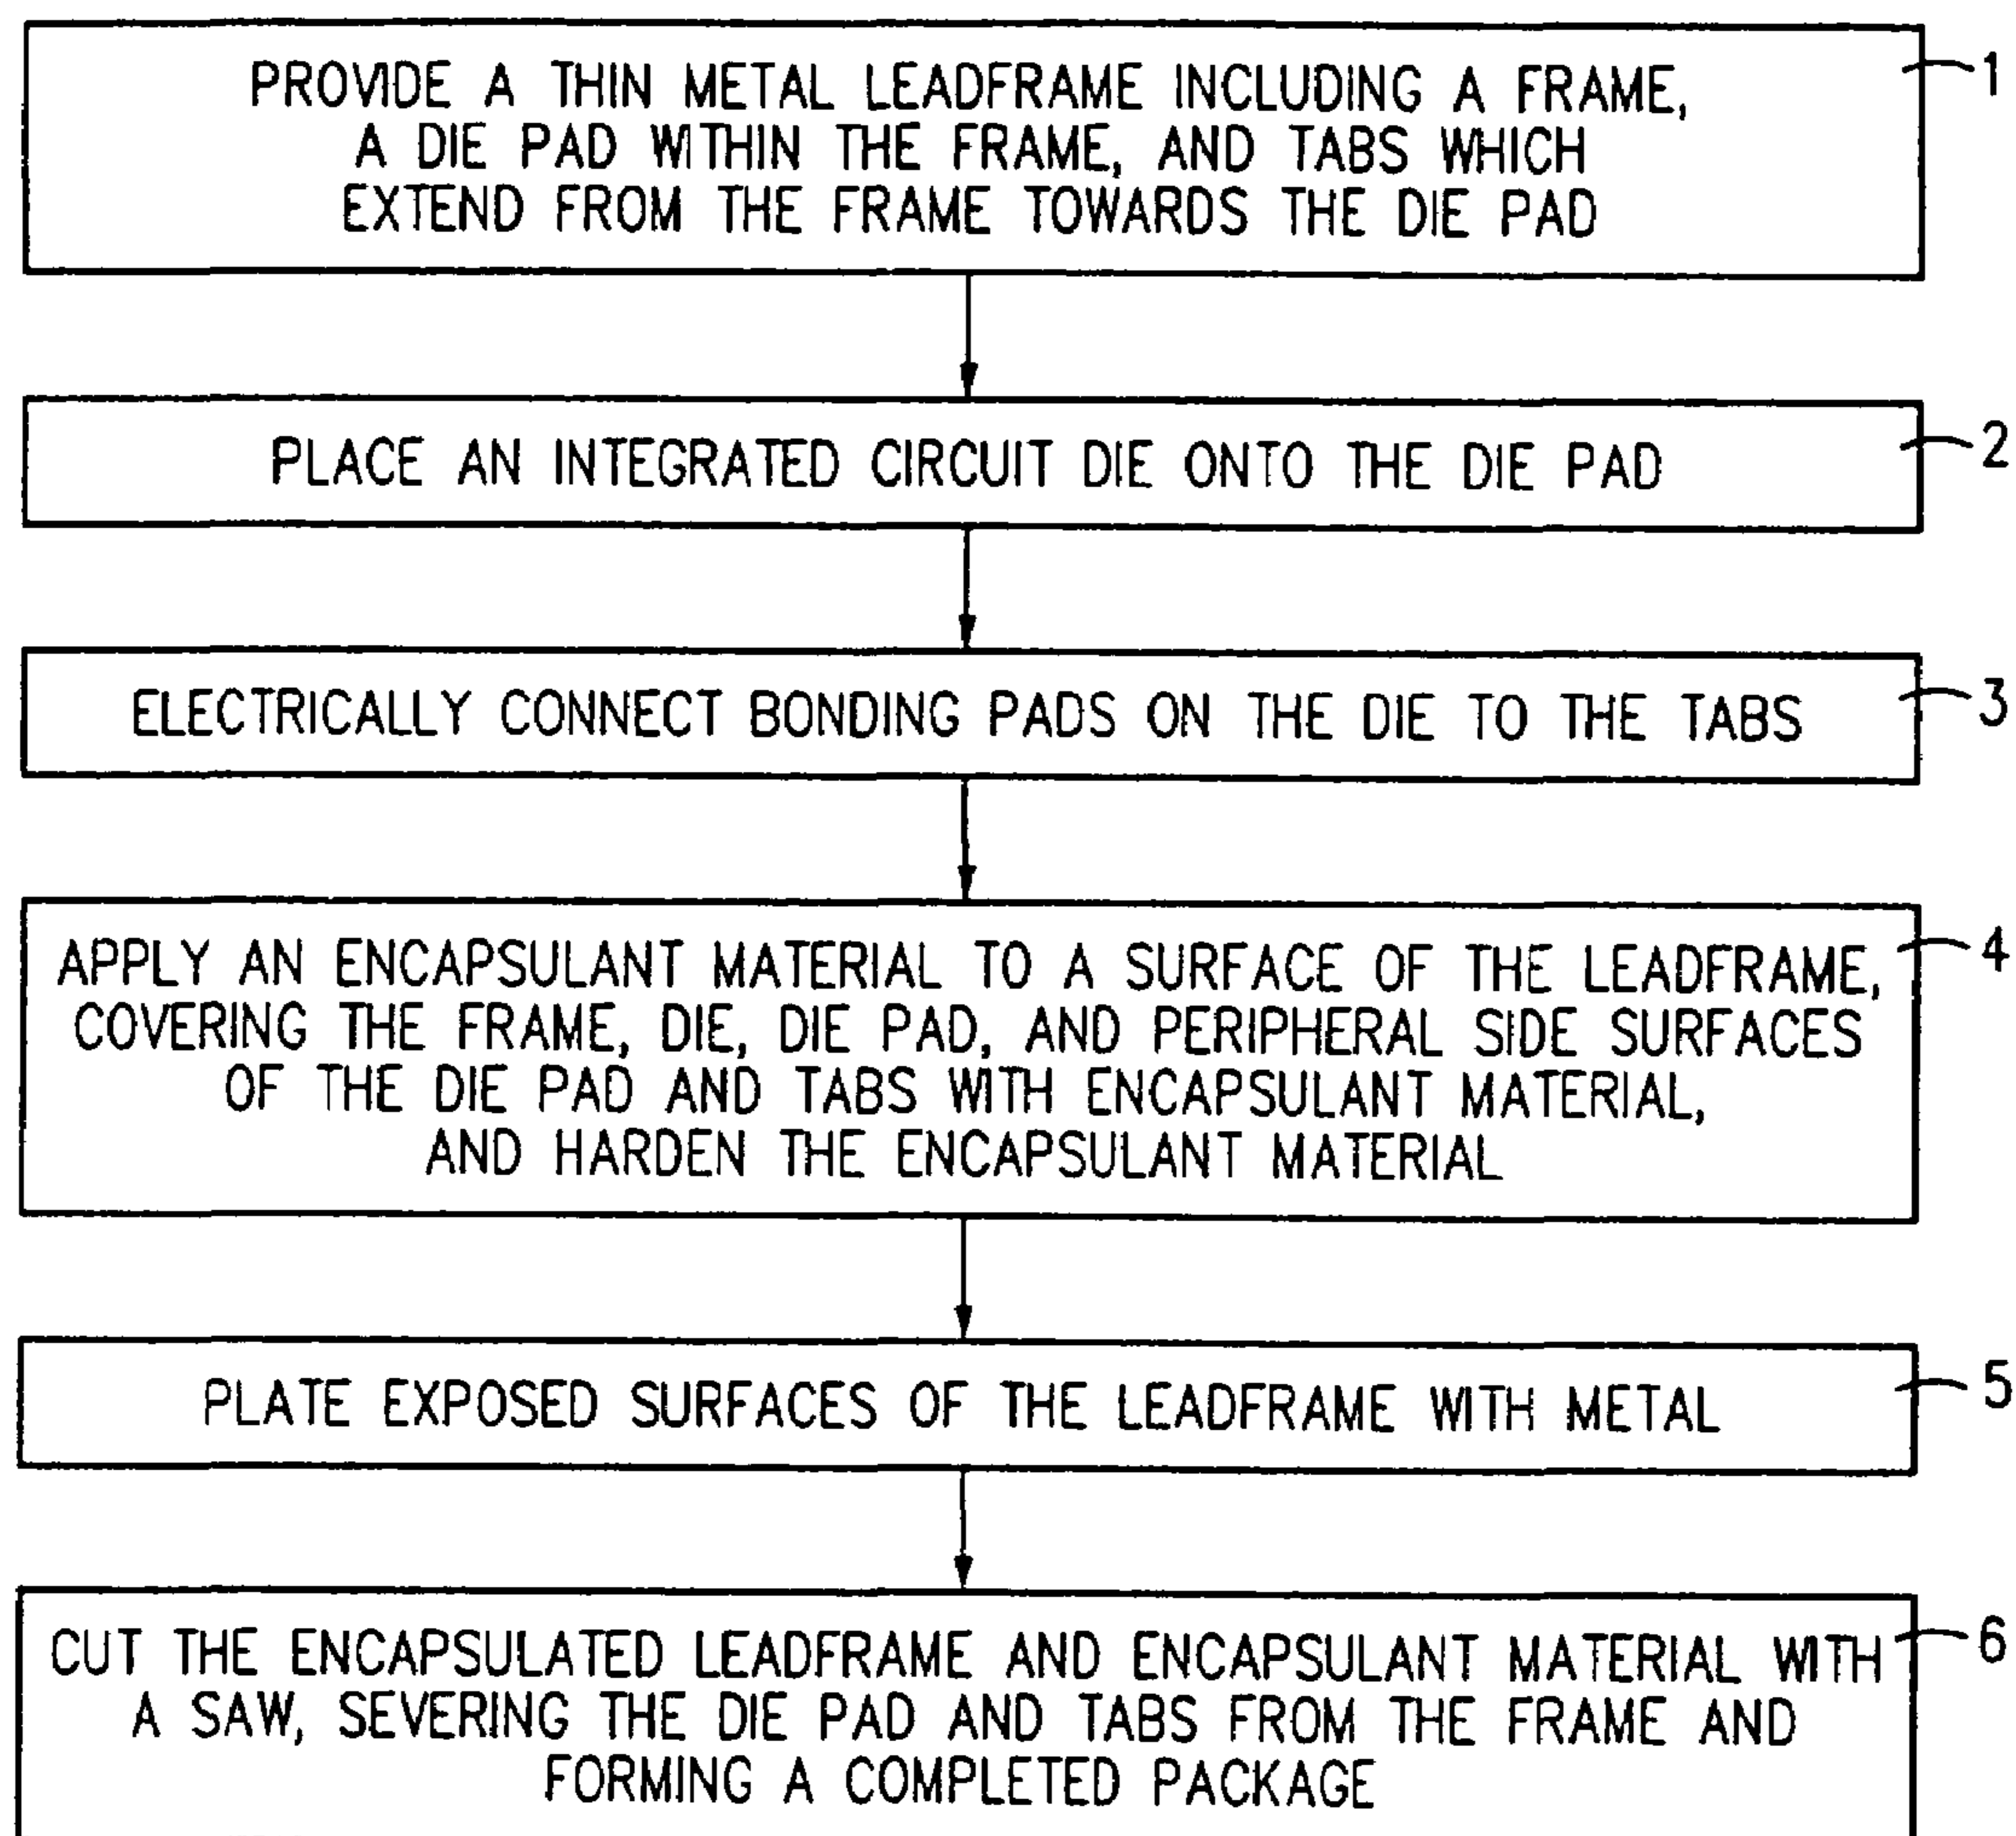 PROVIDE A THIN METAL LEADFRAME INCLUDING A FRAME,
A DIE PAD WITHIN THE FRAME, AND TABS WHICH
EXTEND FROM THE FRAME TOWARDS THE DIE PAD
1
PLACE AN INTEGRATED CIRCUIT DIE ONTO THE DIE PAD
2
ELECTRICALLY CONNECT BONDING PADS ON THE DIE TO THE TABS
3
APPLY AN ENCAPSULANT MATERIAL TO A SURFACE OF THE LEADFRAME,
COVERING THE FRAME, DIE, DIE PAD, AND PERIPHERAL SIDE SURFACES
OF THE DIE PAD AND TABS WITH ENCAPSULANT MATERIAL,
AND HARDEN THE ENCAPSULANT MATERIAL
4
PLATE EXPOSED SURFACES OF THE LEADFRAME WITH METAL
5
CUT THE ENCAPSULATED LEADFRAME AND ENCAPSULANT MATERIAL WITH
A SAW, SEVERING THE DIE PAD AND TABS FROM THE FRAME AND
FORMING A COMPLETED PACKAGE
6